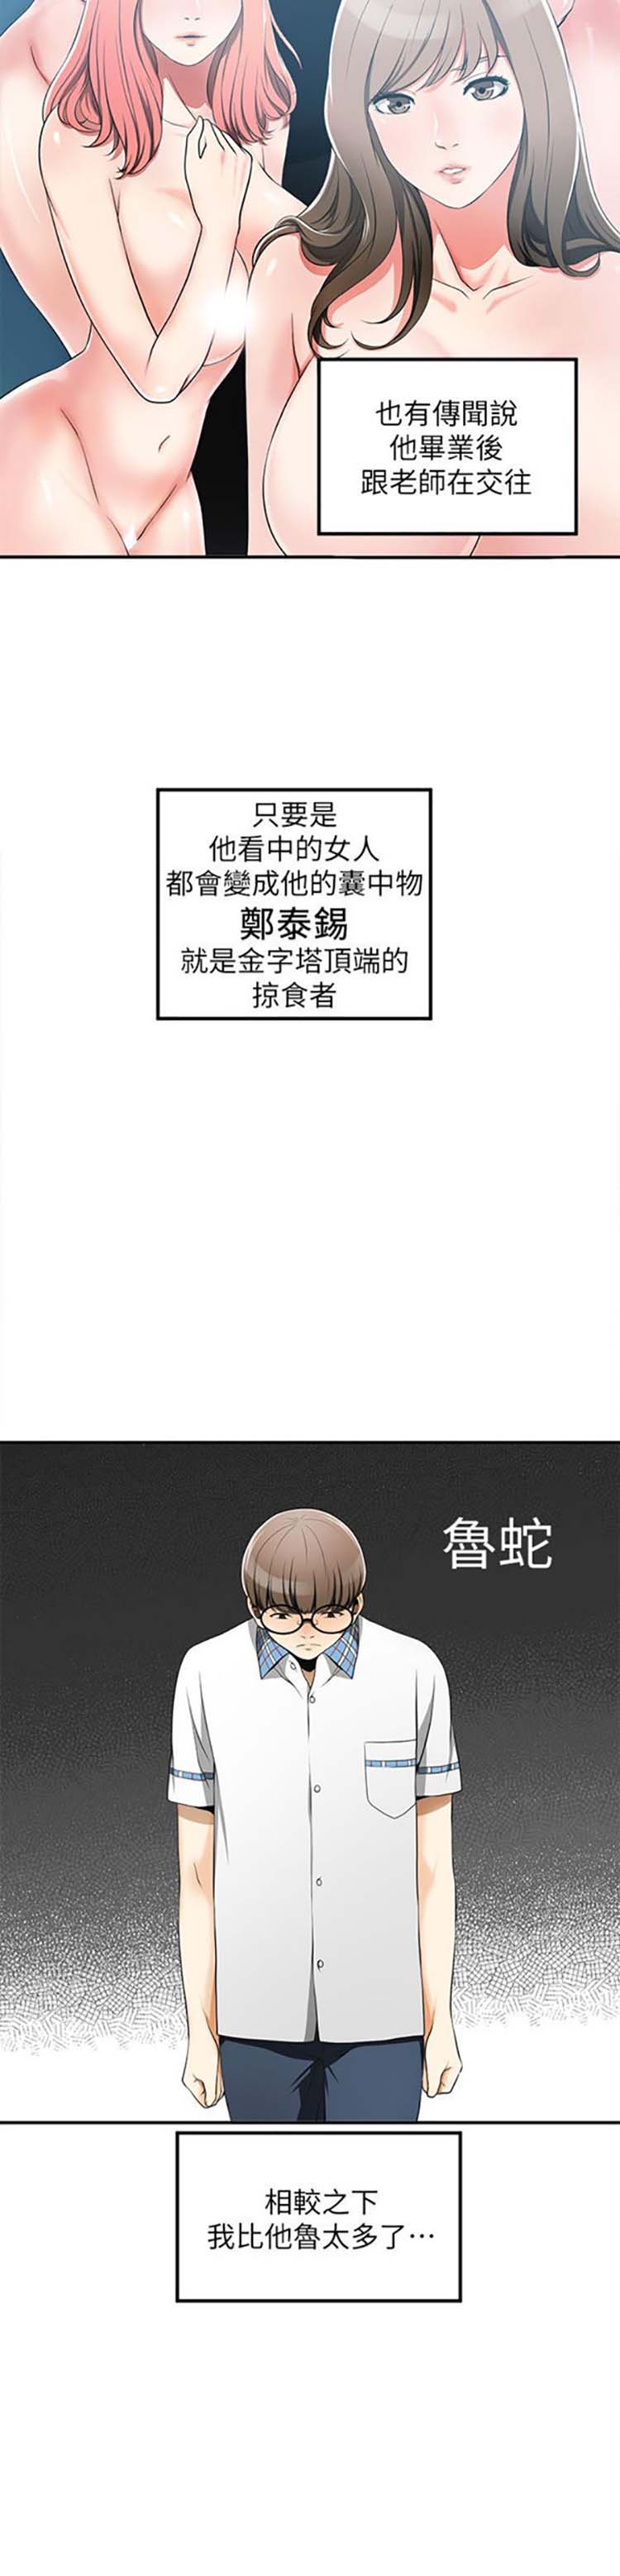 也有傳聞說
他畢業後
跟老師在交往
只要是
他看中的女人
都會變成他的囊中物
鄭泰錫
就是金字塔頂端的
掠食者
魯蛇
相較之下
我比他魯太多了⋯